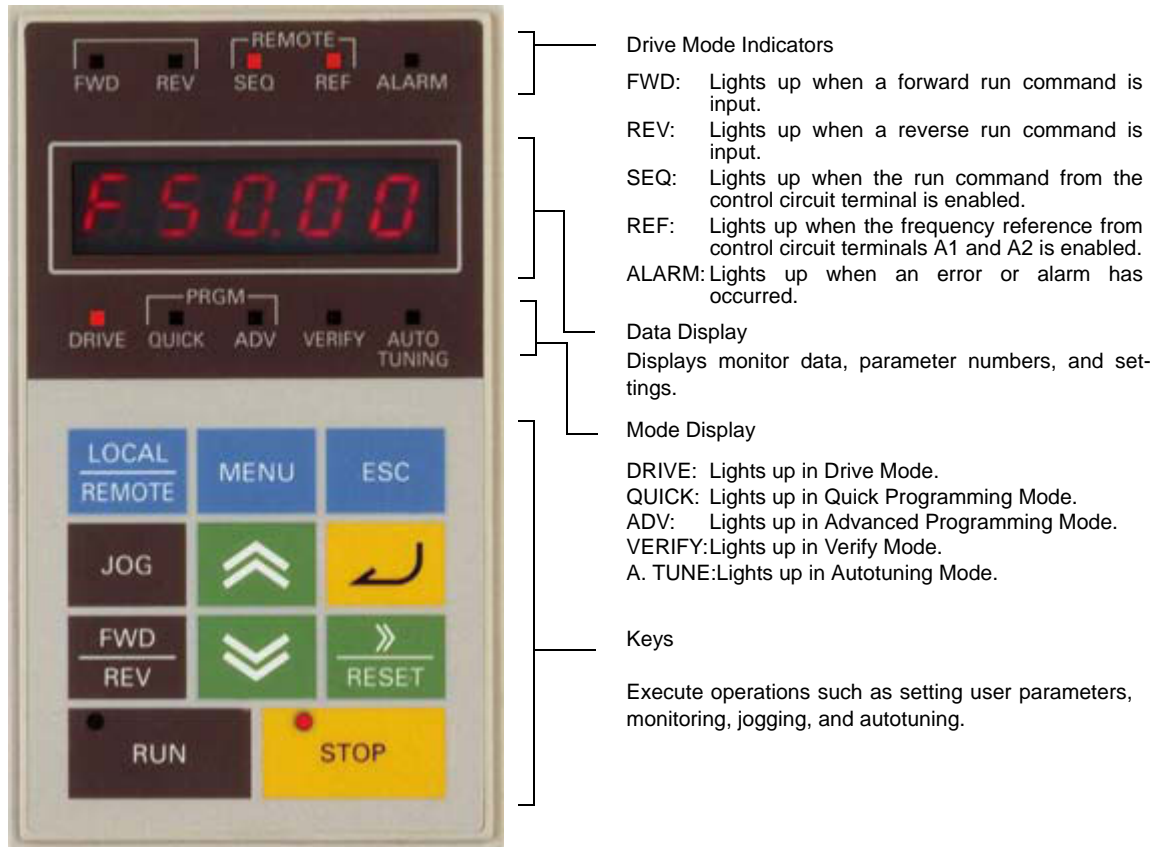 REMOTE
FWD REV SEQ REF ALARM
F50.00
PRGM
DRIVE QUICK ADV VERIFY AUTO TUNING
LOCAL
REMOTE
MENU
ESC
JOG
FWD
REV
RESET
RUN
STOP
Drive Mode Indicators
FWD: Lights up when a forward run command is
input.
REV: Lights up when a reverse run command is
input.
SEQ: Lights up when the run command from the
control circuit terminal is enabled.
REF: Lights up when the frequency reference from
control circuit terminals A1 and A2 is enabled.
ALARM: Lights up when an error or alarm has
occurred.
Data Display
Displays monitor data, parameter numbers, and set-
tings.
Mode Display
DRIVE: Lights up in Drive Mode.
QUICK: Lights up in Quick Programming Mode.
ADV: Lights up in Advanced Programming Mode.
VERIFY:Lights up in Verify Mode.
A. TUNE:Lights up in Autotuning Mode.
Keys
Execute operations such as setting user parameters,
monitoring, jogging, and autotuning.